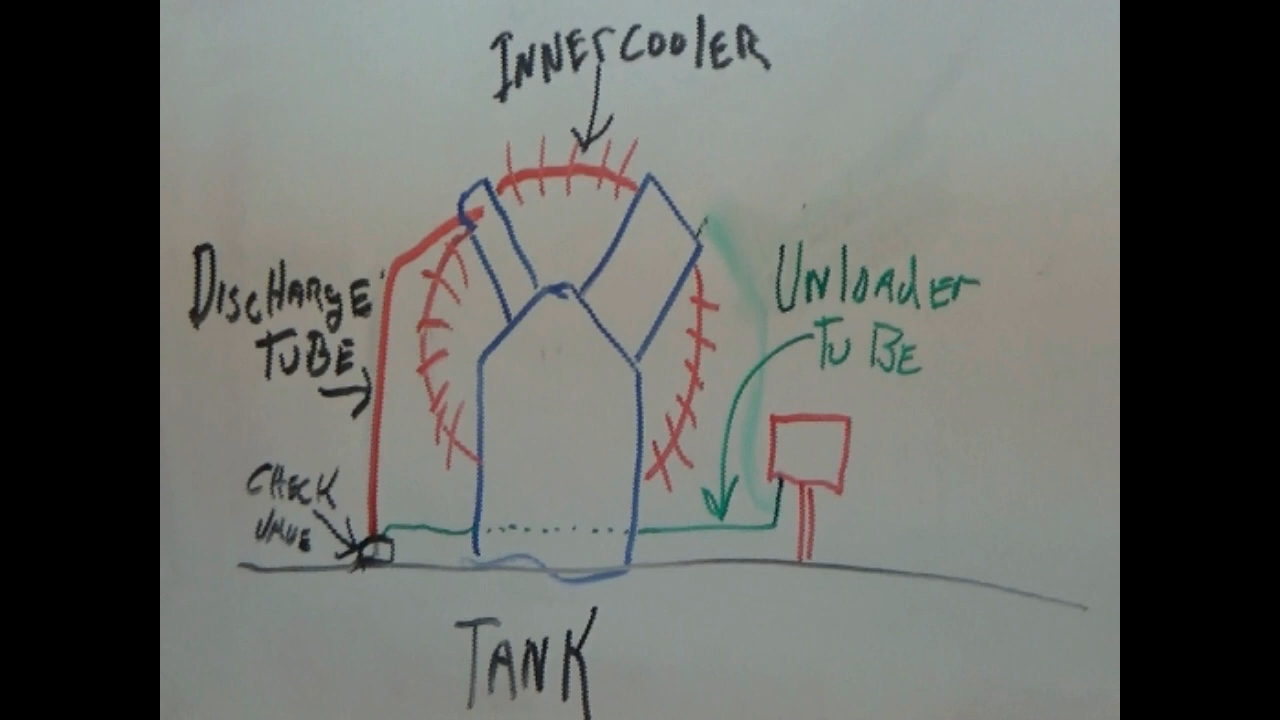 INNErCOOlER
DIscHArgE
TUBE
UNloAdEr
TUBE
CHECK
VAlVE
TANK